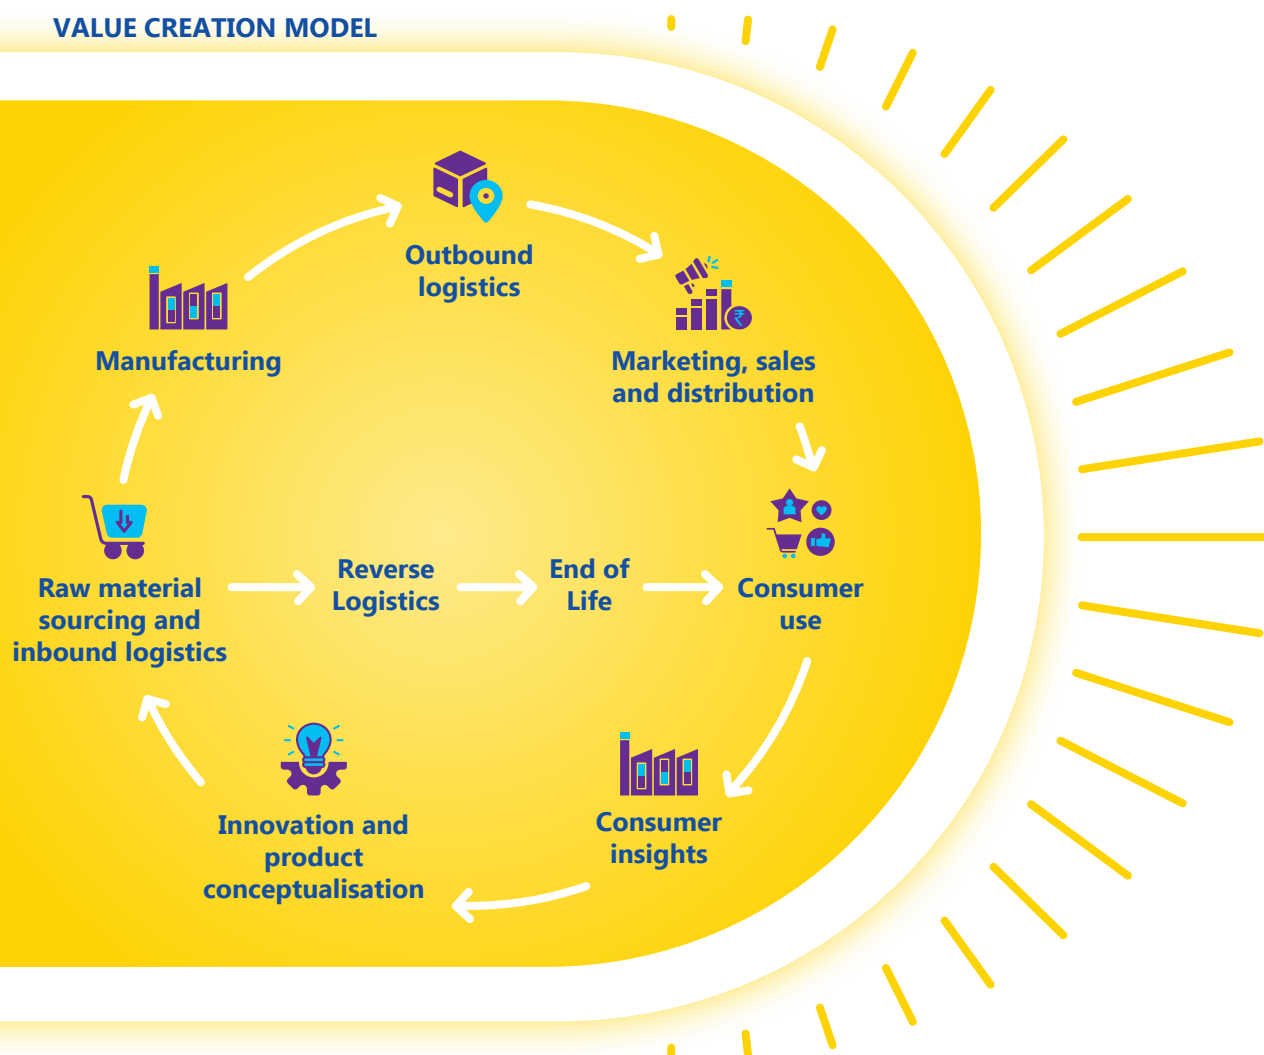 VALUE CREATION MODEL
Outbound
logistics
Manufacturing
Marketing, sales
and distribution
Raw material
sourcing and
inbound logistics
Reverse
Logistics
End of
Life
Consumer
use
Innovation and
product
conceptualisation
Consumer
insights
₹